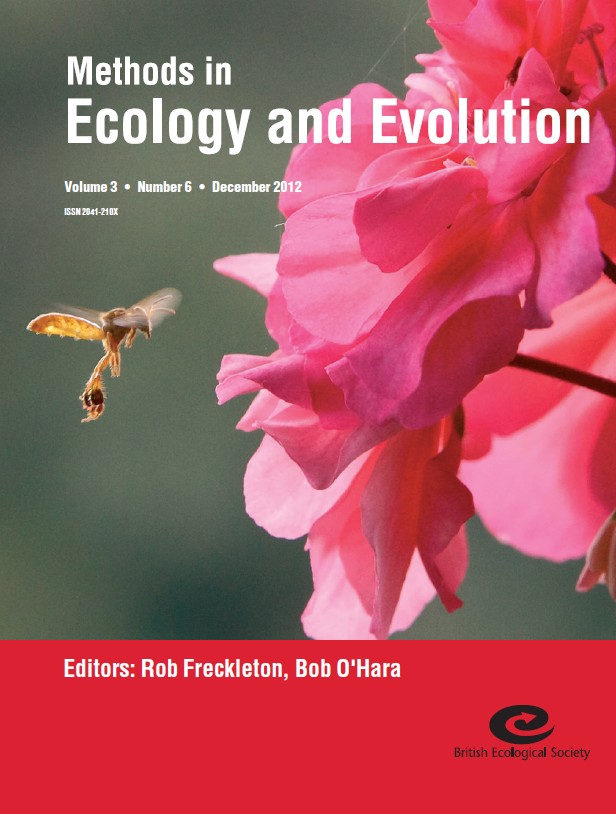 Methods in
Ecology and Evolution
Volume 3 • Number 6 • December 2012
ISSN 2041-210X
Editors: Rob Freckleton, Bob O'Hara
British Ecological Society